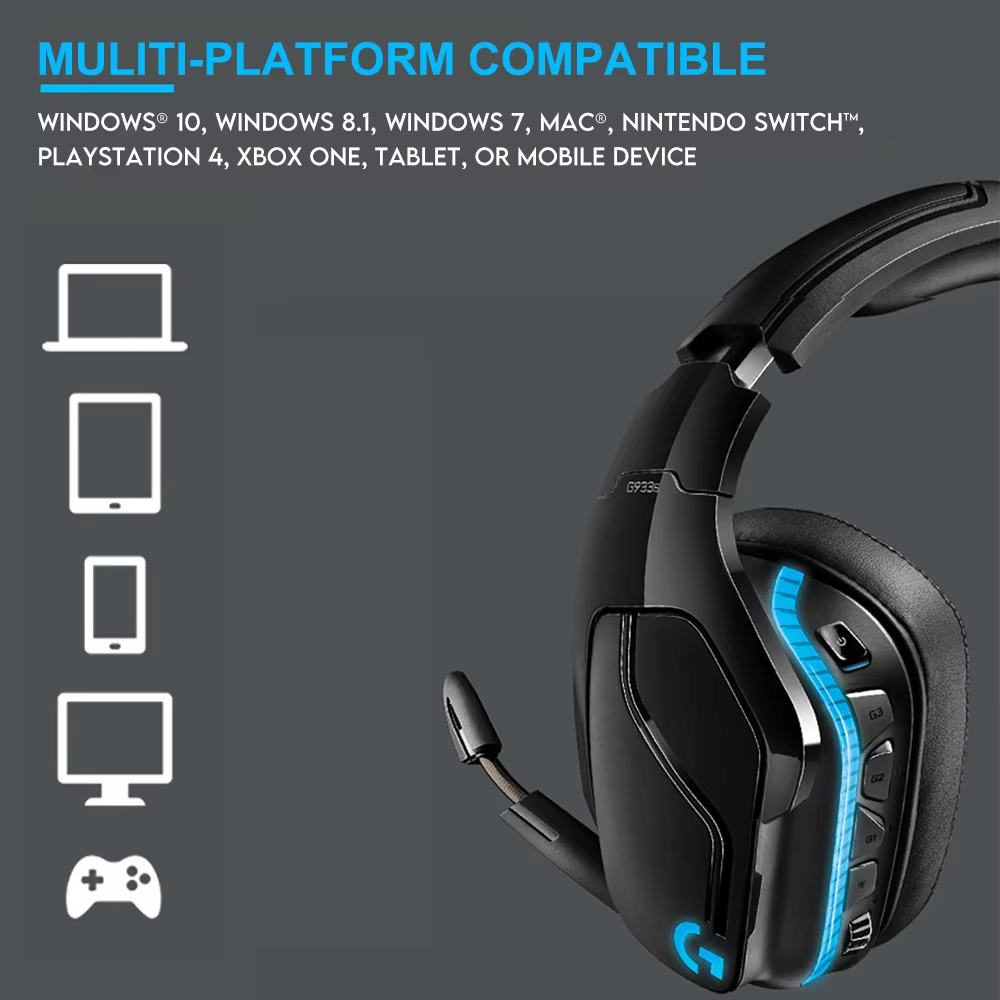 MULITI-PLATFORM COMPATIBLE
WINDOWS® 10, WINDOWS 8.1, WINDOWS 7, MAC®, NINTENDO SWITCH™,
PLAYSTATION 4, XBOX ONE, TABLET, OR MOBILE DEVICE
G933s
G3
G2
G1
G